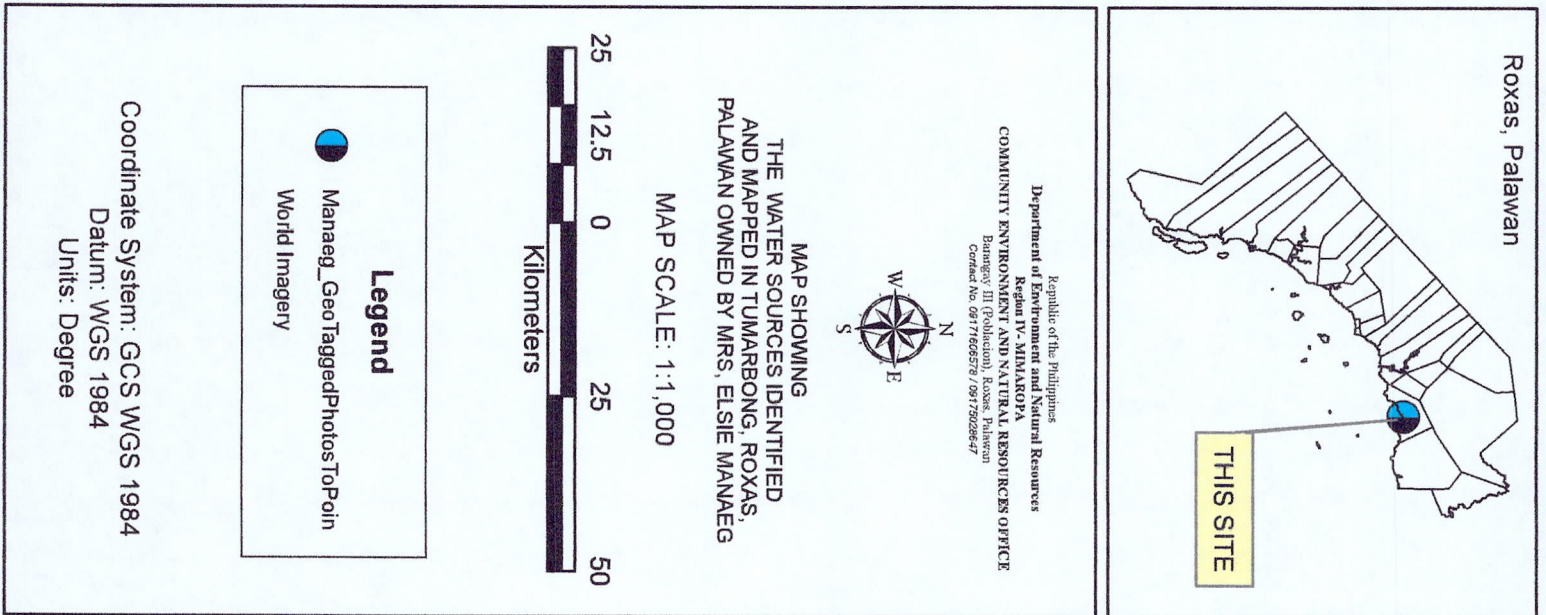 Roxas, Palawan
THIS SITE
Republic of the Philippines
Department of Environment and Natural Resources
Region IV- MIMAROPA
COMMUNITY ENVIRONMENT AND NATURAL RESOURCES OFFICE
Barangay III (Poblacion), Roxas, Palawan
Contact No. 09171606578 / 09175028647
N
W
E
S
MAP SHOWING
THE WATER SOURCES IDENTIFIED
AND MAPPED IN TUMARBONG, ROXAS,
PALAWAN OWNED BY MRS, ELSIE MANAEG
MAP SCALE: 1:1,000
25 12.5 0 25 50
Kilometers
Legend
Manaeg_GeoTaggedPhotosToPoin
World Imagery
Coordinate System: GCS WGS 1984
Datum: WGS 1984
Units: Degree